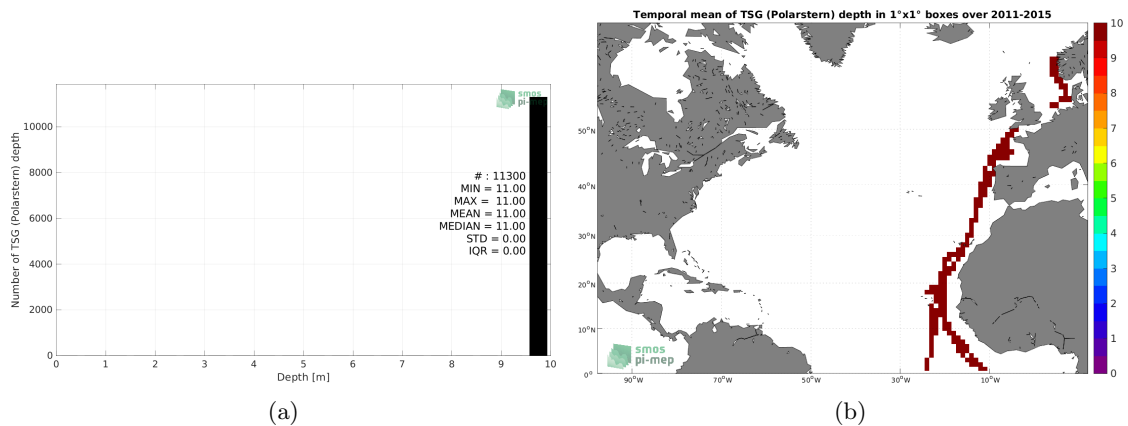 Temporal mean of TSG (Polarstern) depth in 1°x1° boxes over 2011-2015
Number of TSG (Polarstern) depth
10000
8000
6000
4000
2000
0
smos
pi-mep
# : 11300
MIN = 11.00
MAX = 11.00
MEAN = 11.00
MEDIAN = 11.00
STD = 0.00
IQR = 0.00
0 1 2 3 4 5 6 7 8 9 10
Depth [m]
(a)
50°N
40°N
30°N
20°N
10°N
0°
smos
pi-mep
90°W 70°W 50°W 30°W 10°W
10
9
8
7
6
5
4
3
2
1
0
(b)